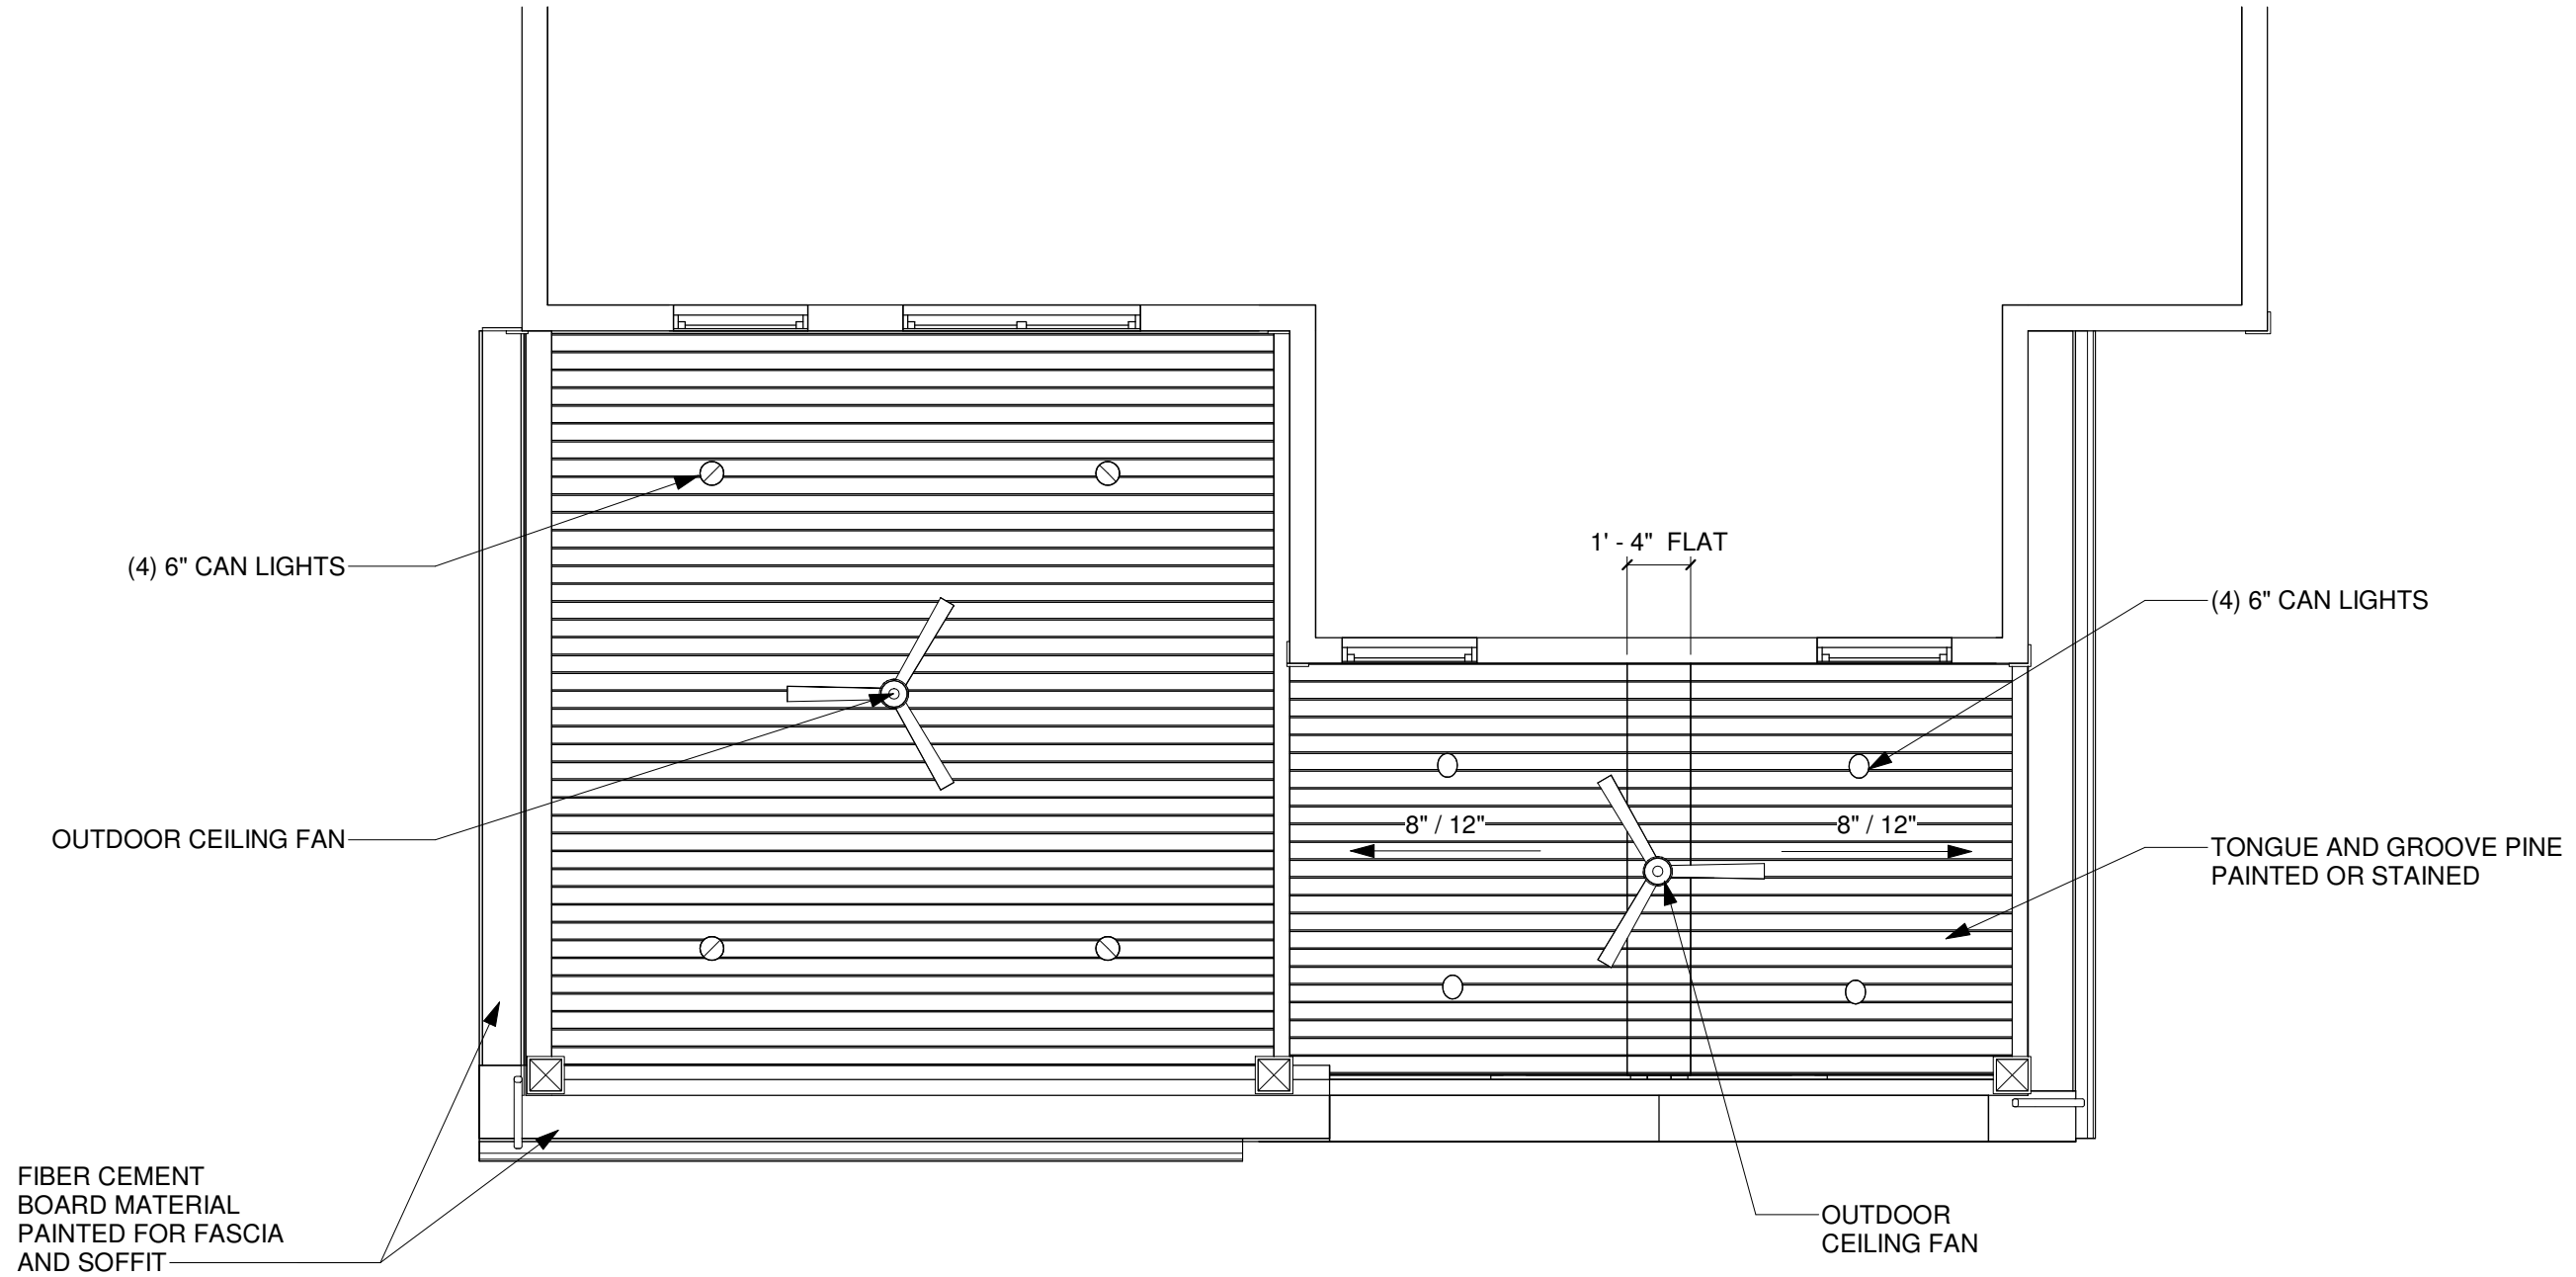 1' - 4" FLAT
(4) 6" CAN LIGHTS
(4) 6" CAN LIGHTS
8" / 12"
8" / 12"
OUTDOOR CEILING FAN
TONGUE AND GROOVE PINE
PAINTED OR STAINED
FIBER CEMENT
BOARD MATERIAL
PAINTED FOR FASCIA
AND SOFFIT
OUTDOOR
CEILING FAN